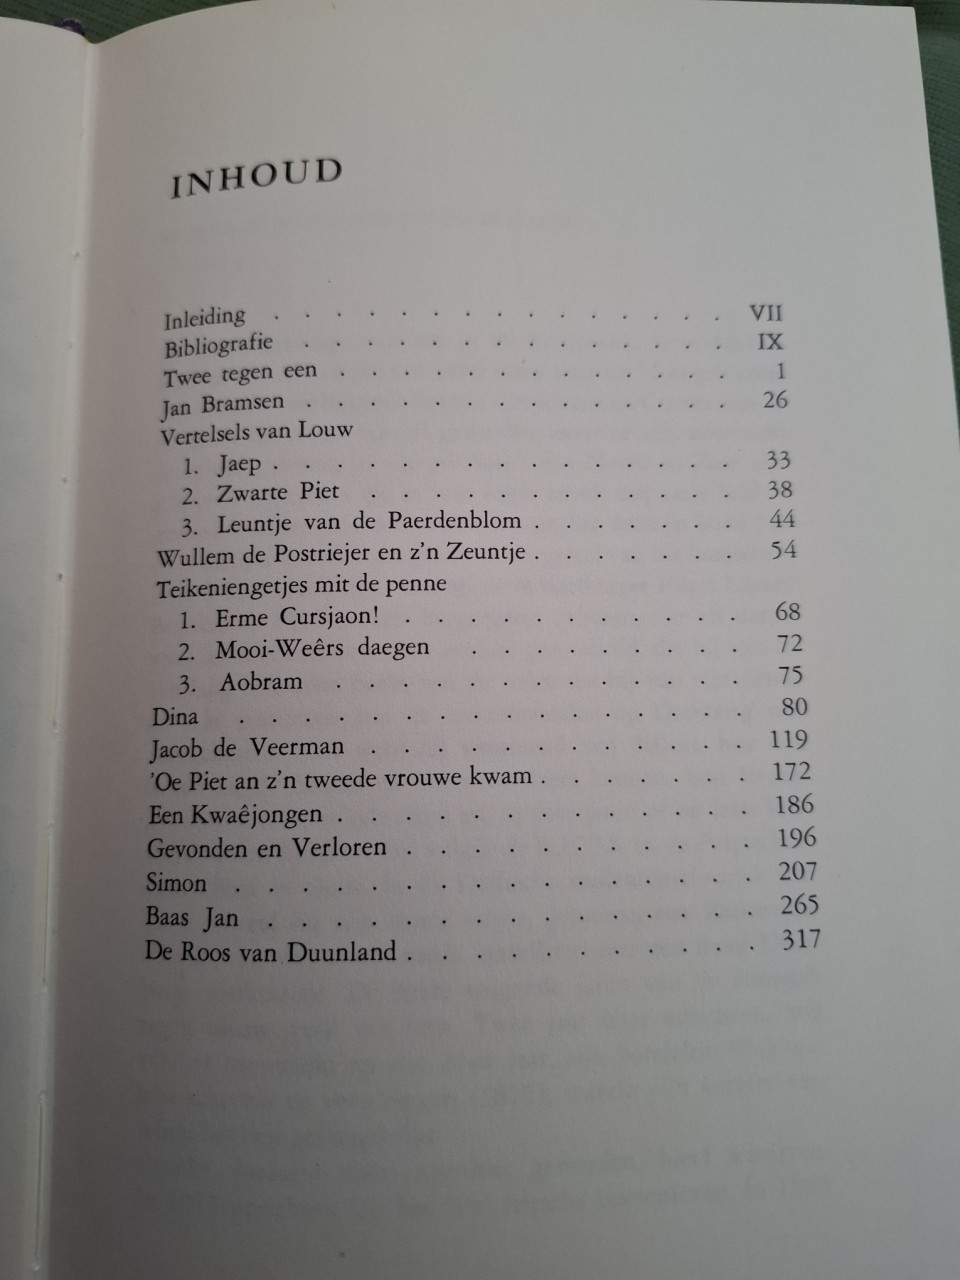 INHOUD
Inleiding . . . . . . . . . . . . . . VII
Bibliografie . . . . . . . . . . . . . IX
Twee tegen een . . . . . . . . . . . . 1
Jan Bramsen . . . . . . . . . . . . . 26
Vertelsels van Louw
1. Jaep . . . . . . . . . . . . . . 33
2. Zwarte Piet . . . . . . . . . . . 38
3. Leuntje van de Paerdenblom . . . . . . 44
Wullem de Postriejer en z'n Zeuntje . . . . . . 54
Teikeniengetjes mit de penne
1. Erme Cursjaon! . . . . . . . . . . . 68
2. Mooi-Weêrs daegen . . . . . . . . . 72
3. Aobram . . . . . . . . . . . . . 75
Dina . . . . . . . . . . . . . . . . 80
Jacob de Veerman . . . . . . . . . . . . 119
'Oe Piet an z'n tweede vrouwe kwam . . . . . . . 172
Een Kwaêjongen . . . . . . . . . . . . . 186
Gevonden en Verloren . . . . . . . . . . . 196
Simon . . . . . . . . . . . . . . . . 207
Baas Jan . . . . . . . . . . . . . . . 265
De Roos van Duunland . . . . . . . . . . . 317